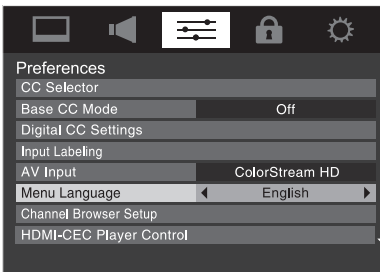 Preferences
CC Selector
Base CC Mode Off
Digital CC Settings
Input Labeling
AV Input ColorStream HD
Menu Language English
Channel Browser Setup
HDMI-CEC Player Control